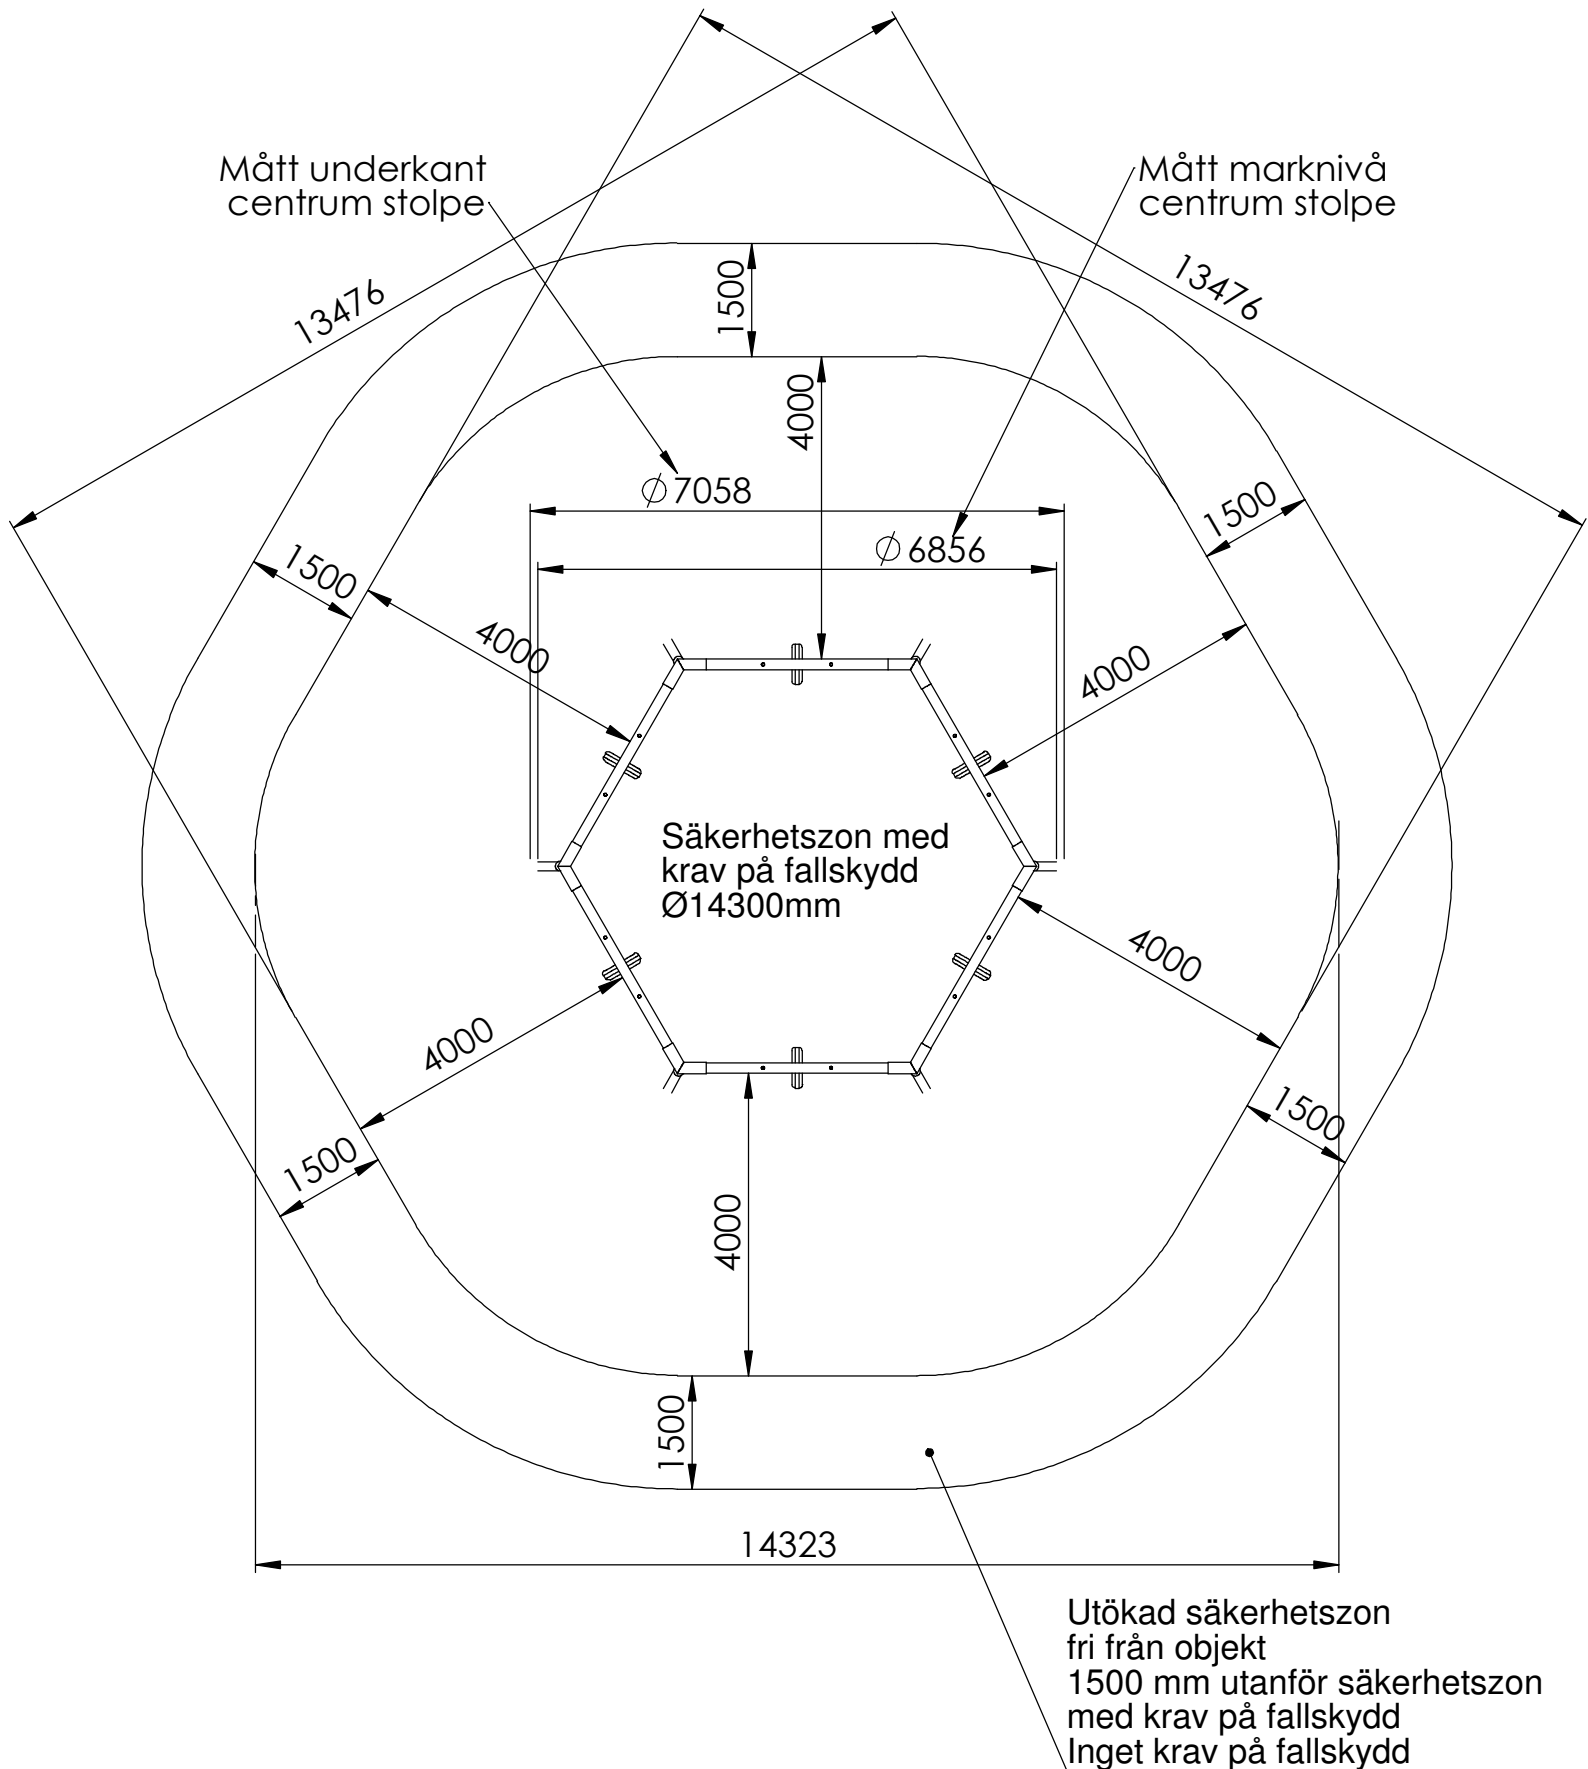 Mått underkant
centrum stolpe
Mått marknivå
centrum stolpe
13476
13476
1500
4000
⌀ 7058
⌀ 6856
1500
1500
4000
4000
Säkerhetszon med
krav på fallskydd
Ø14300mm
4000
4000
1500
1500
4000
1500
14323
Utökad säkerhetszon
fri från objekt
1500 mm utanför säkerhetszon
med krav på fallskydd
Inget krav på fallskydd